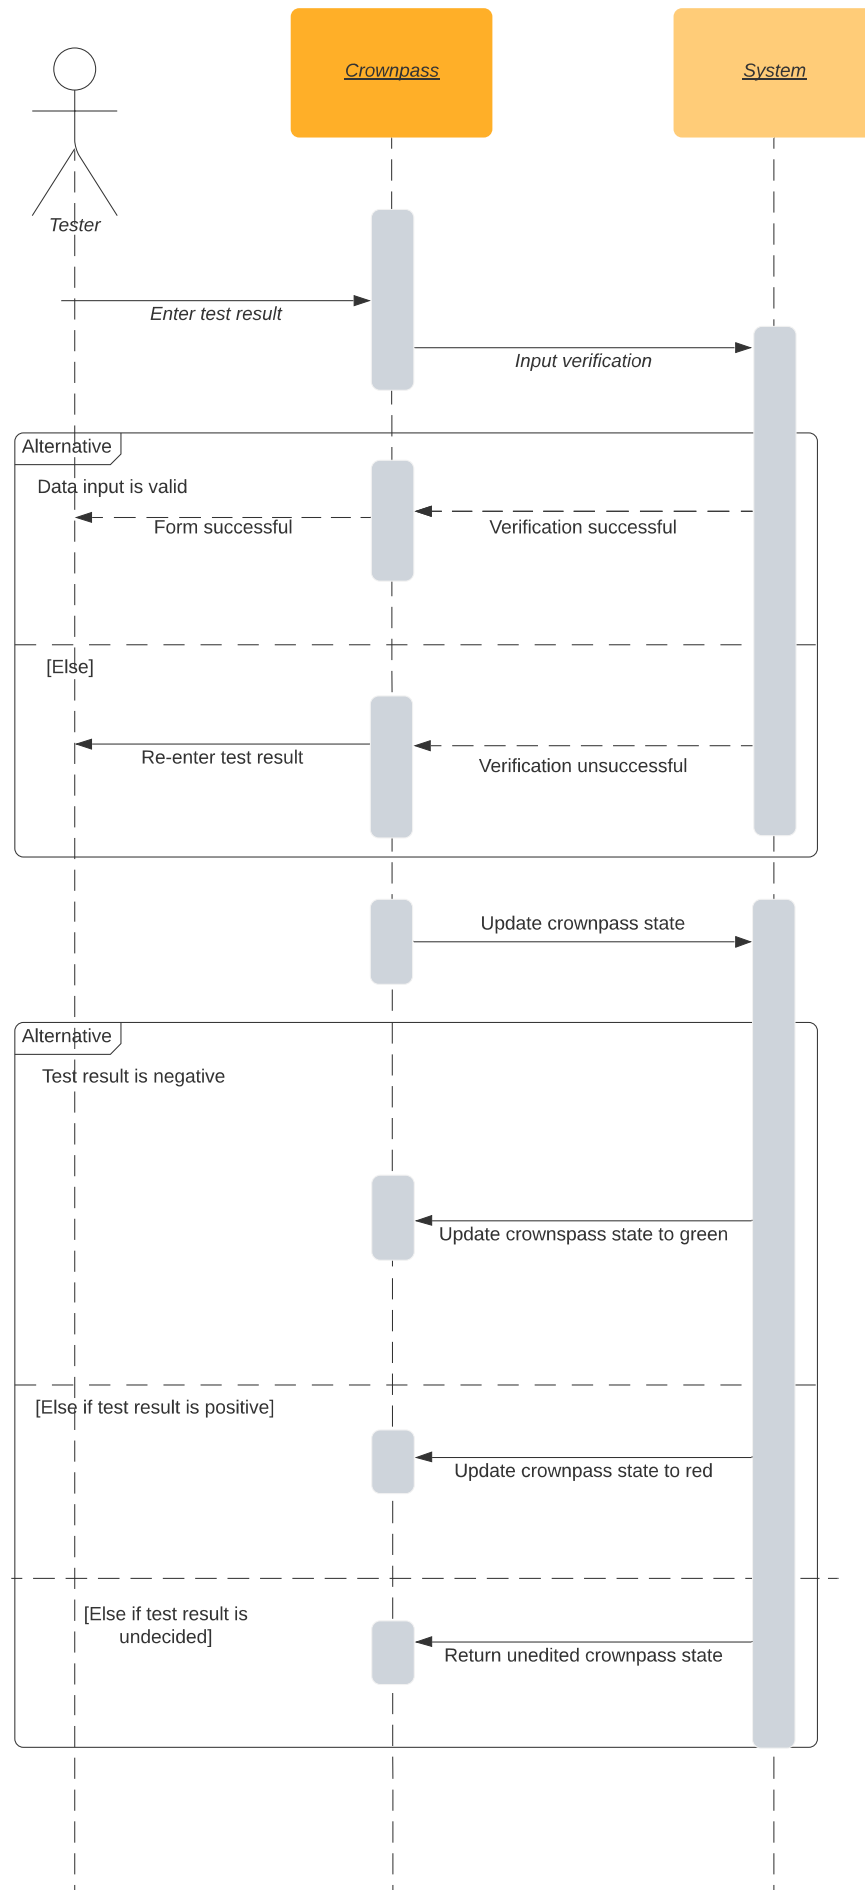 Crownpass
System
Tester
Enter test result
Input verification
Alternative
Data input is valid
Form successful
Verification successful
[Else]
Re-enter test result
Verification unsuccessful
Update crownpass state
Alternative
Test result is negative
Update crownspass state to green
[Else if test result is positive]
Update crownpass state to red
[Else if test result is
undecided]
Return unedited crownpass state